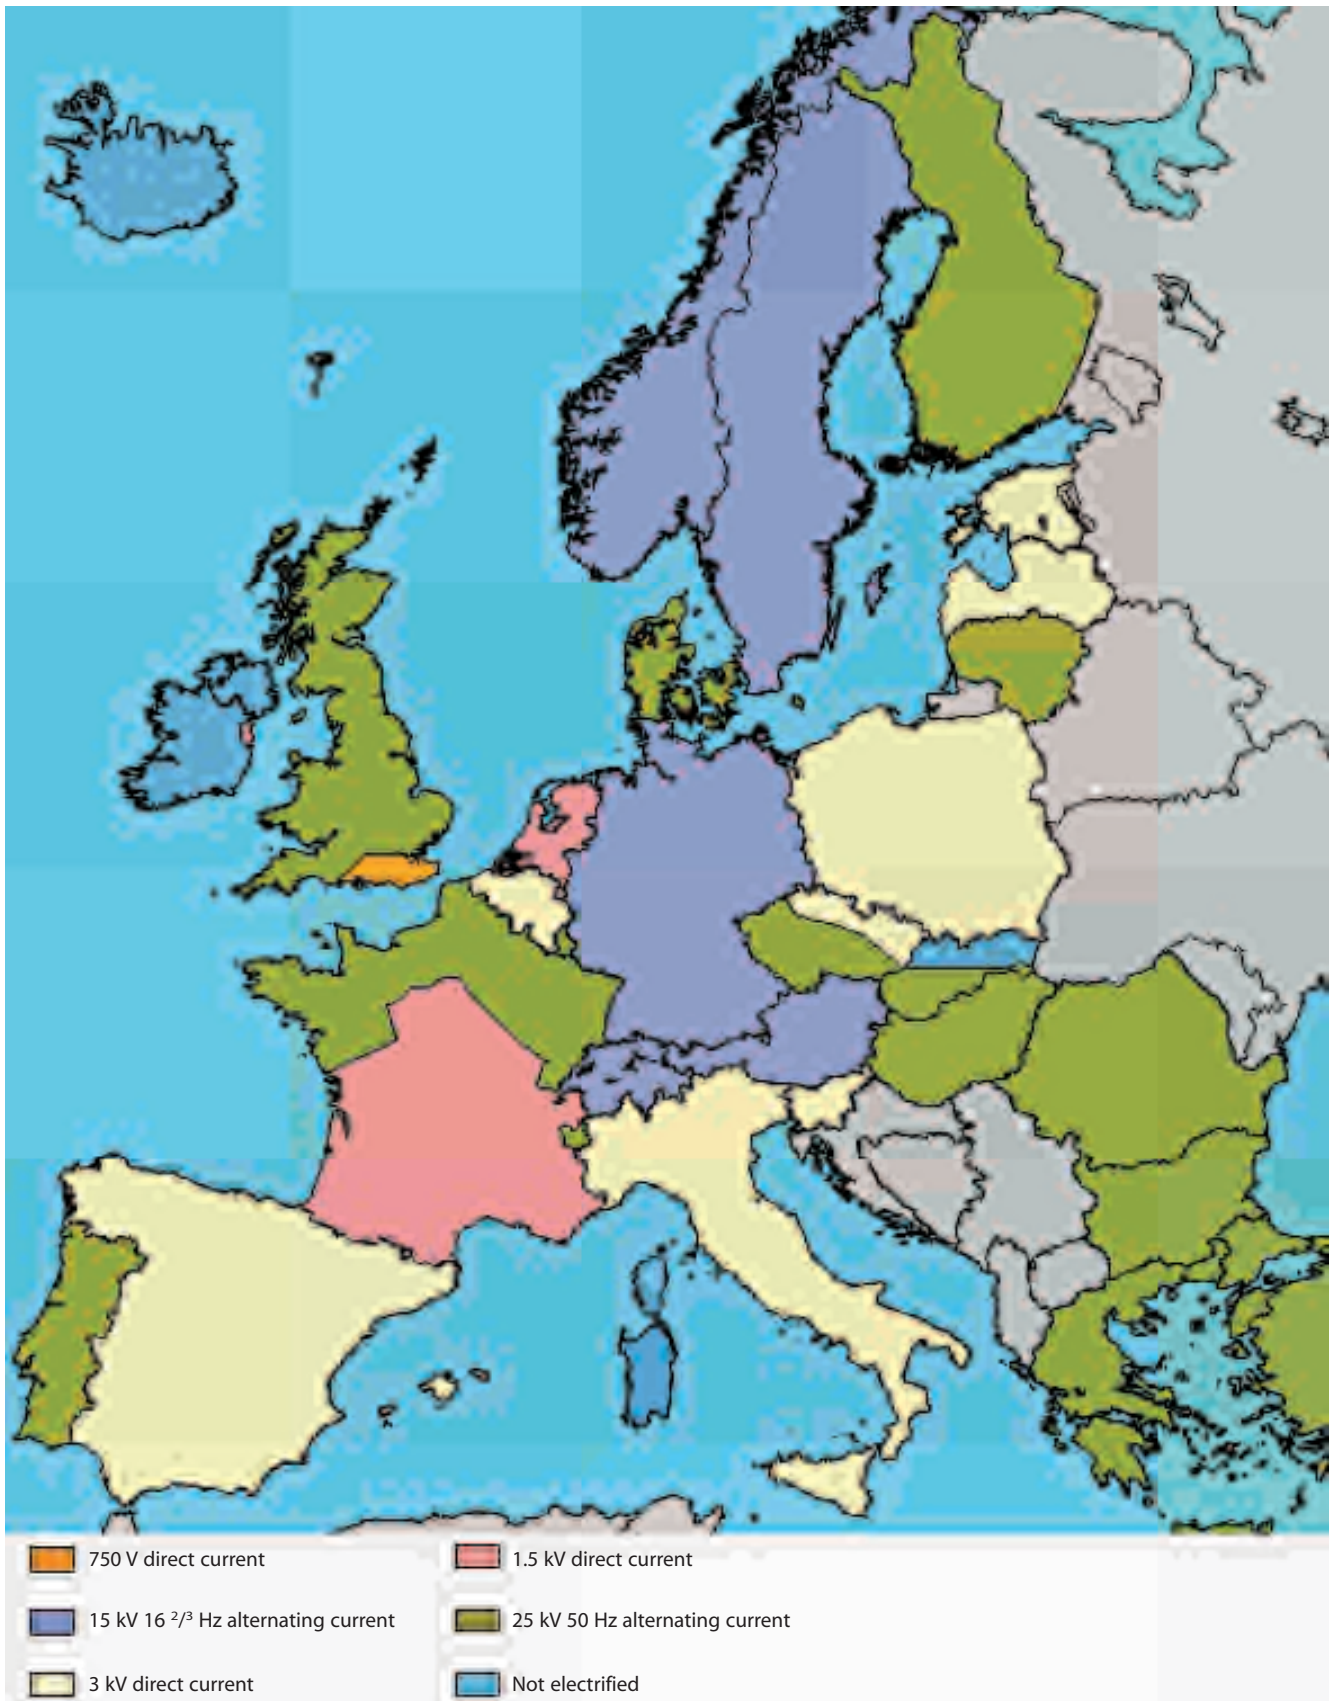 750 V direct current
1.5 kV direct current
15 kV 16 ²/³ Hz alternating current
25 kV 50 Hz alternating current
3 kV direct current
Not electrified